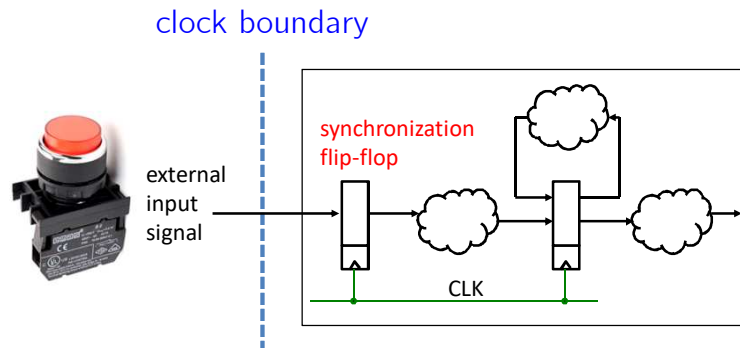 clock boundary
synchronization
flip-flop
external
input
signal
CLK